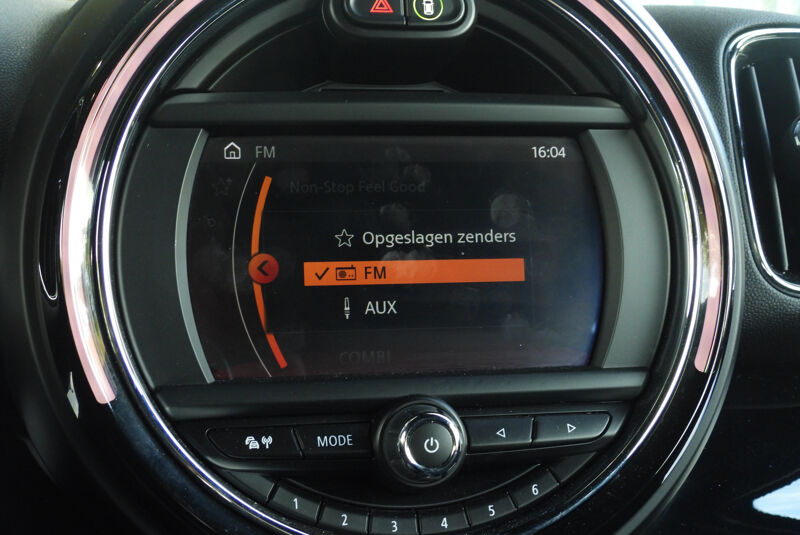 FM 16:04
Non-Stop Feel Good
Opgeslagen zenders
FM
AUX
COMBI
MODE
1 2 3 4 5 6